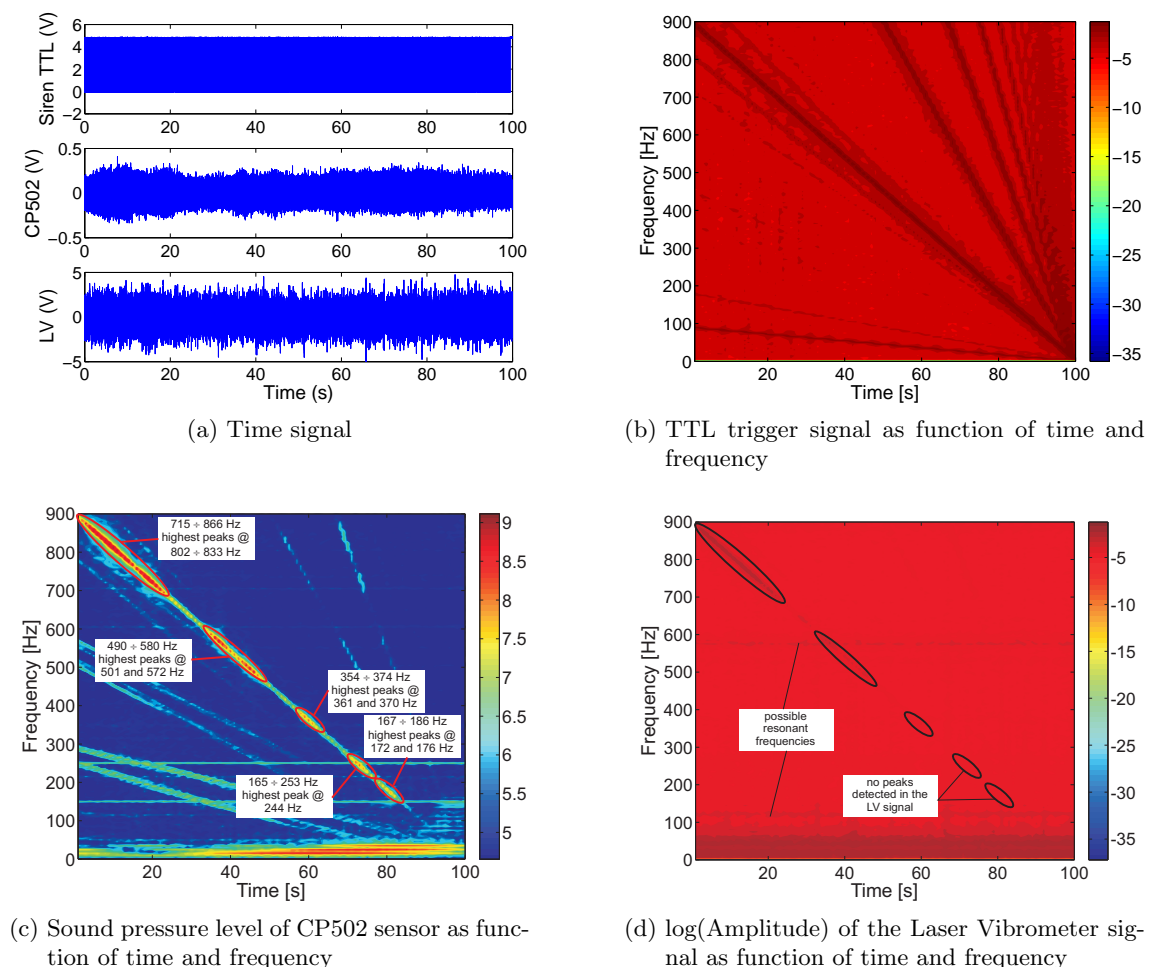 Siren TTL (V)
6
4
2
0
−2
0 20 40 60 80 100
CP502 (V)
0.5
0
−0.5
0 20 40 60 80 100
LV (V)
5
0
−5
0 20 40 60 80 100
Time (s)
(a) Time signal
Frequency [Hz]
900
800
700
600
500
400
300
200
100
0
20 40 60 80 100
Time [s]
−5
−10
−15
−20
−25
−30
−35
(b) TTL trigger signal as function of time and
frequency
Frequency [Hz]
900
800
700
600
500
400
300
200
100
0
20 40 60 80 100
Time [s]
715 ÷ 866 Hz
highest peaks @
802 ÷ 833 Hz
490 ÷ 580 Hz
highest peaks @
501 and 572 Hz
354 ÷ 374 Hz
highest peaks @
361 and 370 Hz
167 ÷ 186 Hz
highest peaks @
172 and 176 Hz
165 ÷ 253 Hz
highest peak @
244 Hz
9
8.5
8
7.5
7
6.5
6
5.5
5
(c) Sound pressure level of CP502 sensor as func-
tion of time and frequency
Frequency [Hz]
900
800
700
600
500
400
300
200
100
0
20 40 60 80 100
Time [s]
possible
resonant
frequencies
no peaks
detected in the
LV signal
-5
-10
-15
-20
-25
-30
-35
(d) log(Amplitude) of the Laser Vibrometer sig-
nal as function of time and frequency